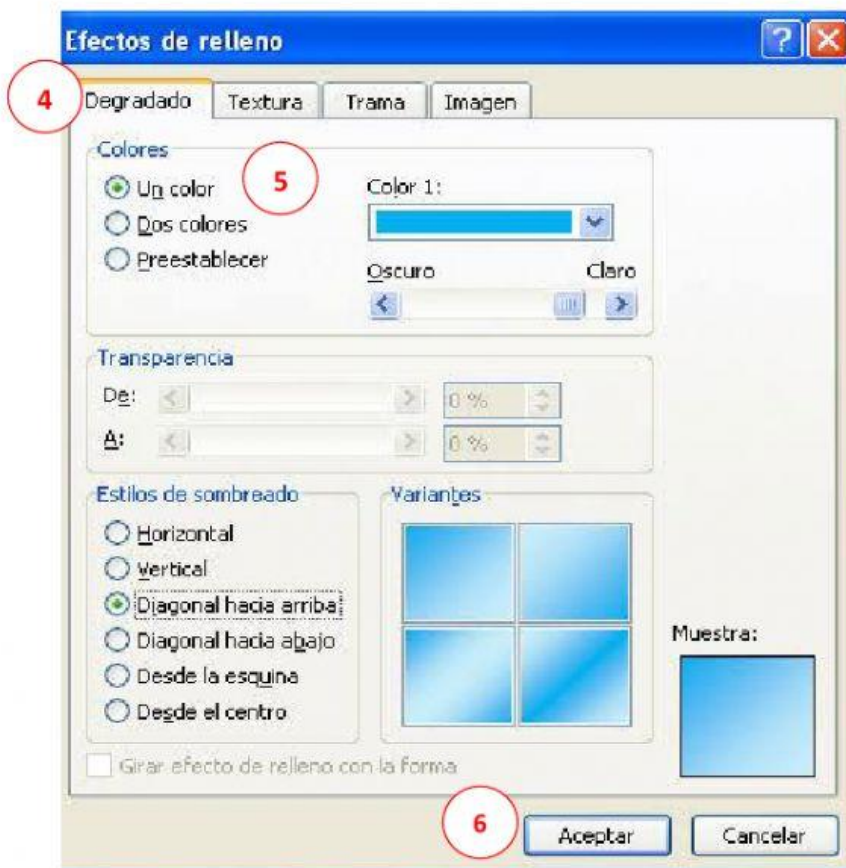 Efectos de relleno
4
Degradado Textura Trama Imagen
Colores
Un color 5 Color 1:
Dos colores
Preestablecer
Oscuro Claro
Transparencia
De: 0 %
A: 0 %
Estilos de sombreado Variantes
Horizontal
Vertical
Diagonal hacia arriba
Diagonal hacia abajo
Desde la esquina
Desde el centro
Muestra:
Girar efecto de relleno con la forma
6 Aceptar Cancelar